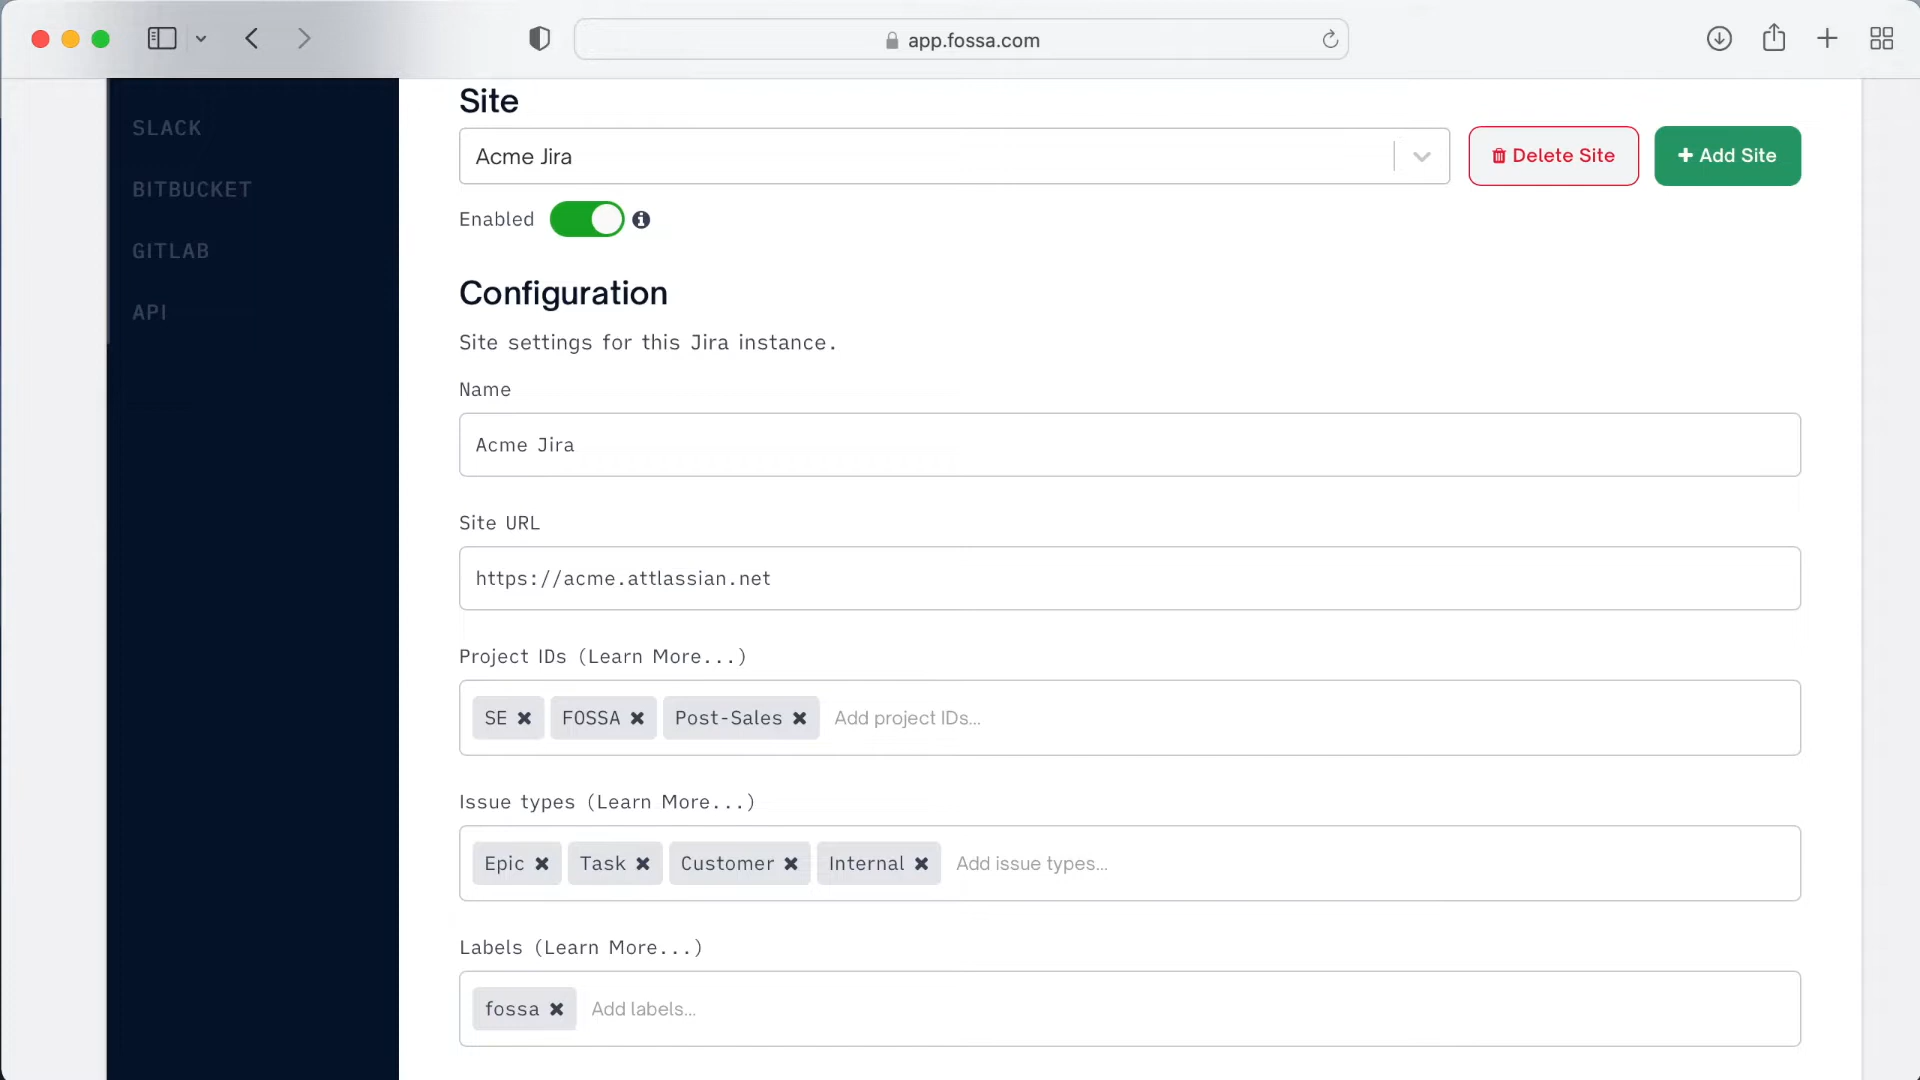 app.fossa.com
SLACK
BITBUCKET
GITLAB
API
Site
Acme Jira
Delete Site
+ Add Site
Enabled
Configuration
Site settings for this Jira instance.
Name
Acme Jira
Site URL
https://acme.attlassian.net
Project IDs (Learn More...)
SE FOSSA Post-Sales Add project IDs...
Issue types (Learn More...)
Epic Task Customer Internal Add issue types...
Labels (Learn More...)
fossa Add labels...